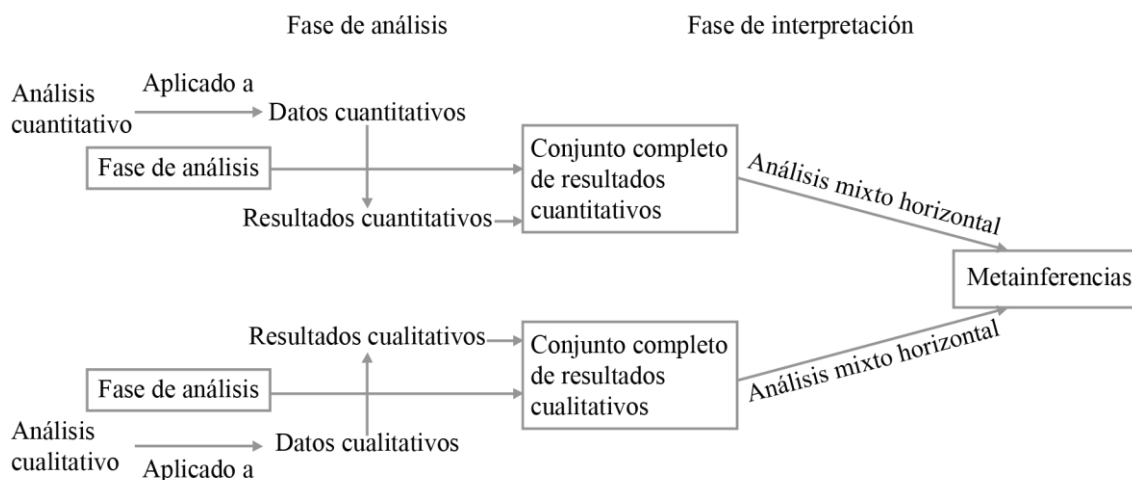 Fase de análisis
Fase de interpretación
Aplicado a
Análisis
cuantitativo
Datos cuantitativos
Fase de análisis
Conjunto completo
de resultados
cuantitativos
Análisis mixto horizontal
Resultados cuantitativos
Metainferencias
Resultados cualitativos
Conjunto completo
de resultados
cualitativos
Análisis mixto horizontal
Fase de análisis
Análisis
cualitativo
Datos cualitativos
Aplicado a